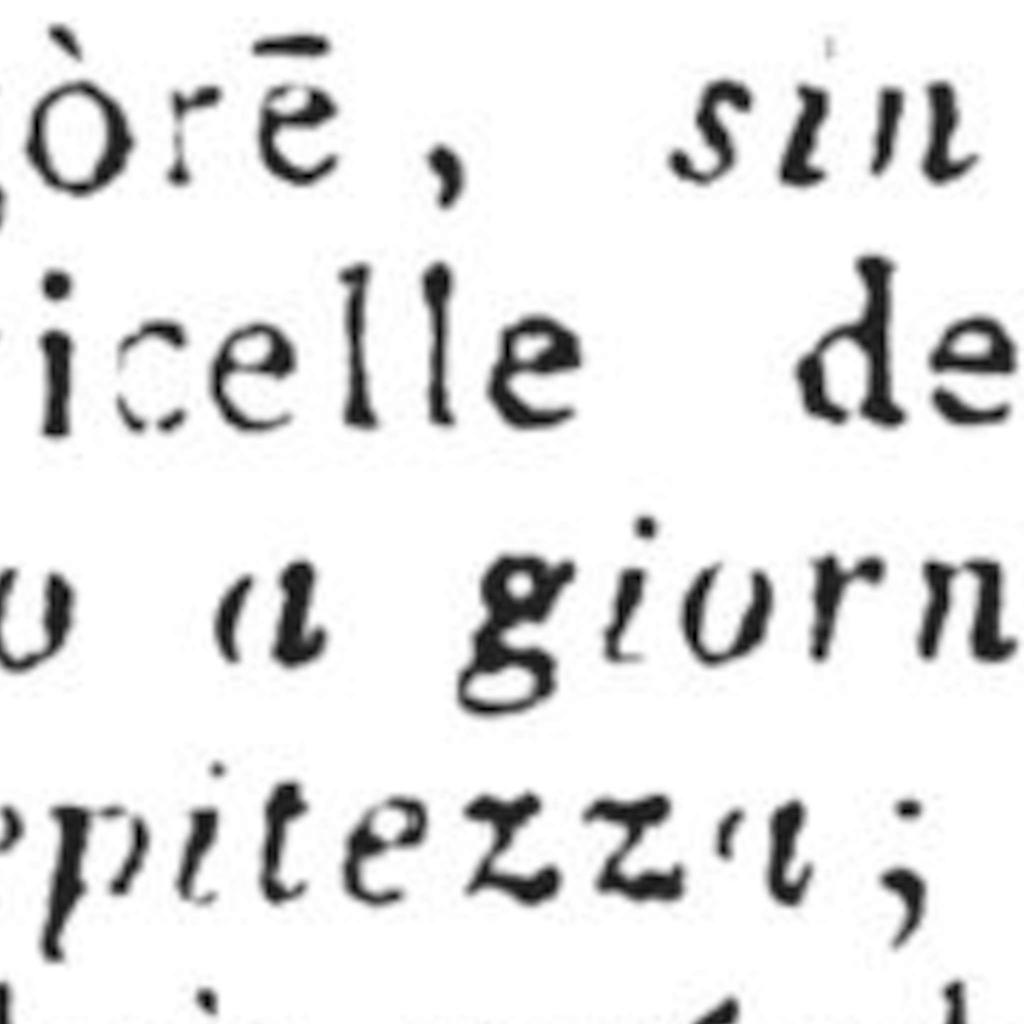 òrē, sin
icelle de
o a giorn
pitezza;